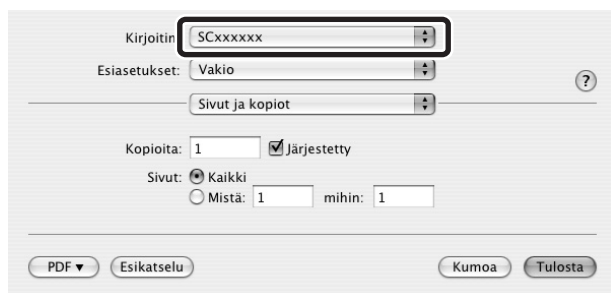 Kirjoitin SCxxxxxx
Esiasetukset: Vakio
?
Sivut ja kopiot
Kopioita: 1 Järjestetty
Sivut: Kaikki
Mistä: 1 mihin: 1
PDF▼ Esikatselu Kumoa Tulosta